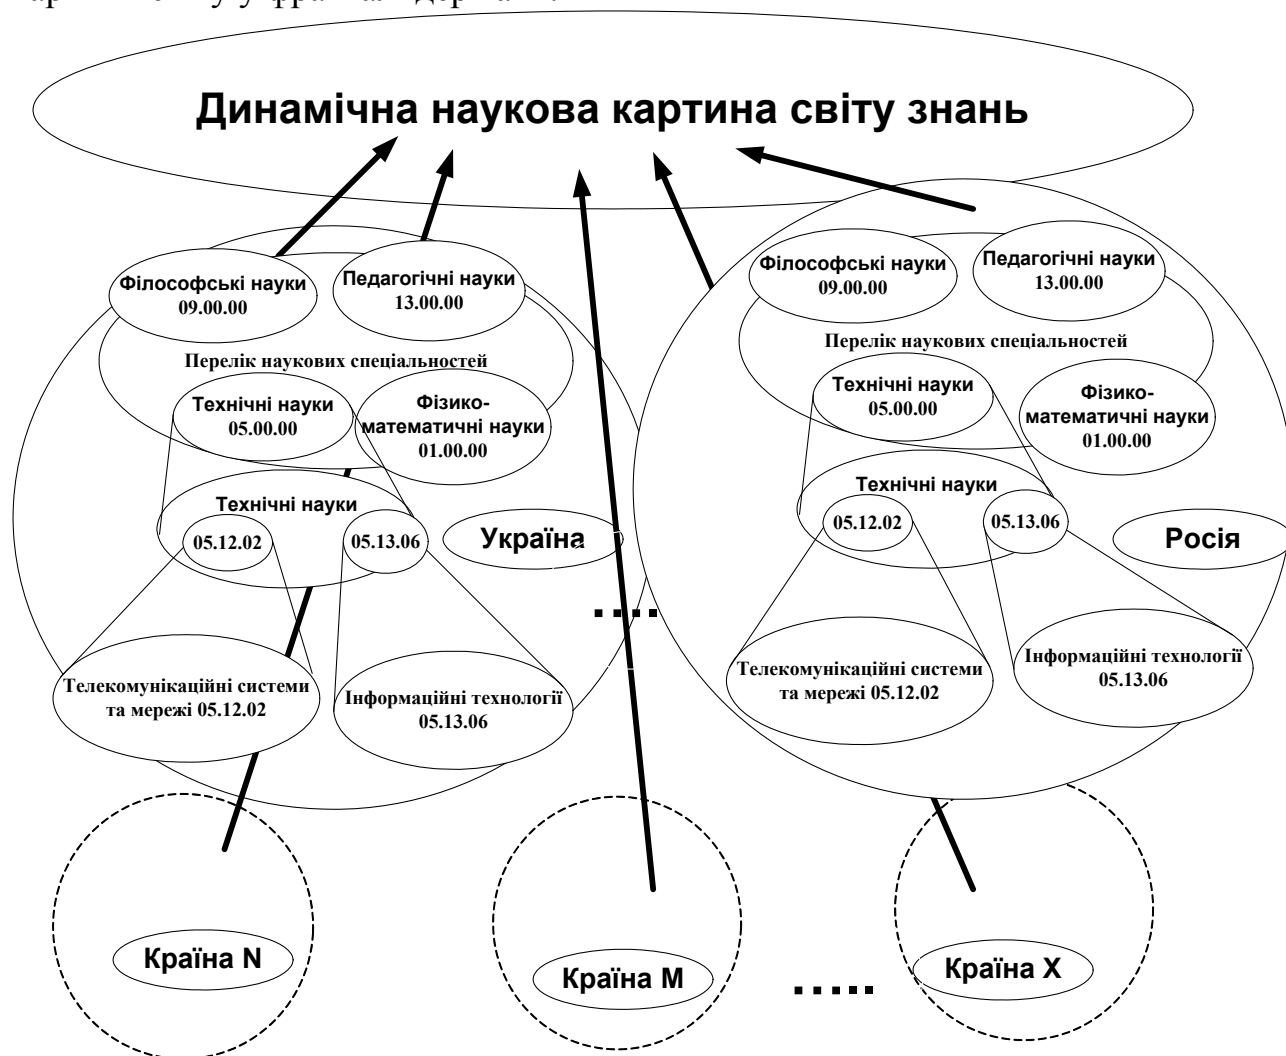 Динамічна наукова картина світу знань
Філософські науки
09.00.00
Педагогічні науки
13.00.00
Перелік наукових спеціальностей
Технічні науки
05.00.00
Фізико-
математичні науки
01.00.00
Технічні науки
05.12.02
05.13.06
Україна
Телекомунікаційні системи
та мережі 05.12.02
Інформаційні технології
05.13.06
.....
Філософські науки
09.00.00
Педагогічні науки
13.00.00
Перелік наукових спеціальностей
Технічні науки
05.00.00
Фізико-
математичні науки
01.00.00
Технічні науки
05.12.02
05.13.06
Росія
Телекомунікаційні системи
та мережі 05.12.02
Інформаційні технології
05.13.06
Країна N
Країна M
.....
Країна X